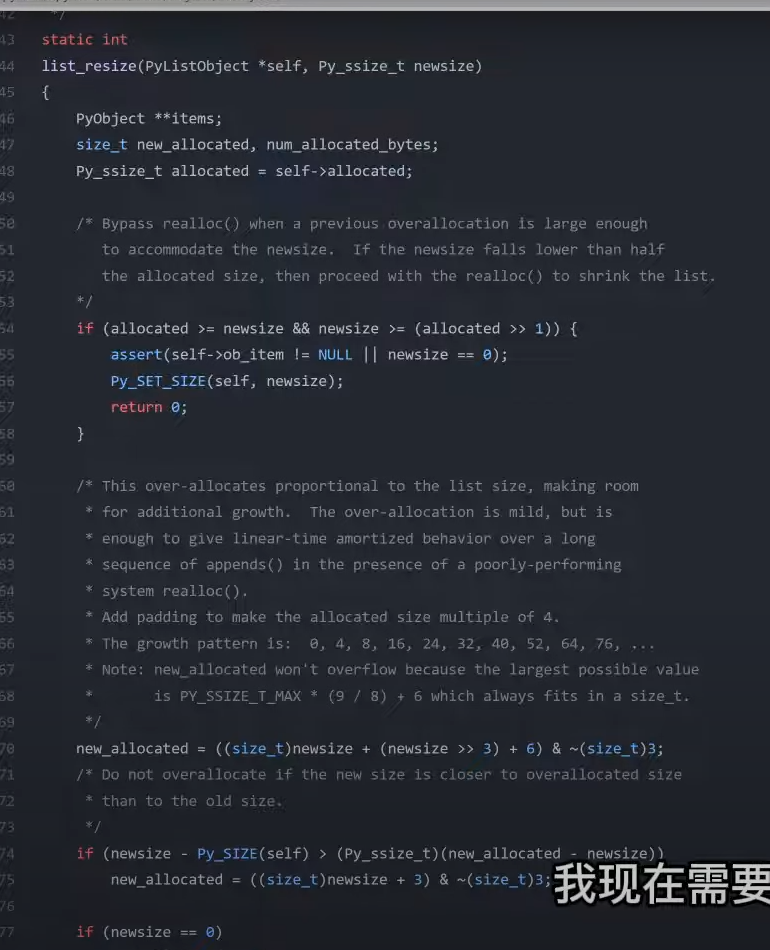 42  */
43 static int
44 list_resize(PyListObject *self, Py_ssize_t newsize)
45 {
46     PyObject **items;
47     size_t new_allocated, num_allocated_bytes;
48     Py_ssize_t allocated = self->allocated;
49
50     /* Bypass realloc() when a previous overallocation is large enough
51        to accommodate the newsize.  If the newsize falls lower than half
52        the allocated size, then proceed with the realloc() to shrink the list.
53     */
54     if (allocated >= newsize && newsize >= (allocated >> 1)) {
55         assert(self->ob_item != NULL || newsize == 0);
56         Py_SET_SIZE(self, newsize);
57         return 0;
58     }
59
60     /* This over-allocates proportional to the list size, making room
61      * for additional growth.  The over-allocation is mild, but is
62      * enough to give linear-time amortized behavior over a long
63      * sequence of appends() in the presence of a poorly-performing
64      * system realloc().
65      * Add padding to make the allocated size multiple of 4.
66      * The growth pattern is:  0, 4, 8, 16, 24, 32, 40, 52, 64, 76, ...
67      * Note: new_allocated won't overflow because the largest possible value
68      *       is PY_SSIZE_T_MAX * (9 / 8) + 6 which always fits in a size_t.
69      */
70     new_allocated = ((size_t)newsize + (newsize >> 3) + 6) & ~(size_t)3;
71     /* Do not overallocate if the new size is closer to overallocated size
72      * than to the old size.
73      */
74     if (newsize - Py_SIZE(self) > (Py_ssize_t)(new_allocated - newsize))
75         new_allocated = ((size_t)newsize + 3) & ~(size_t)3;
我现在需要
76
77     if (newsize == 0)